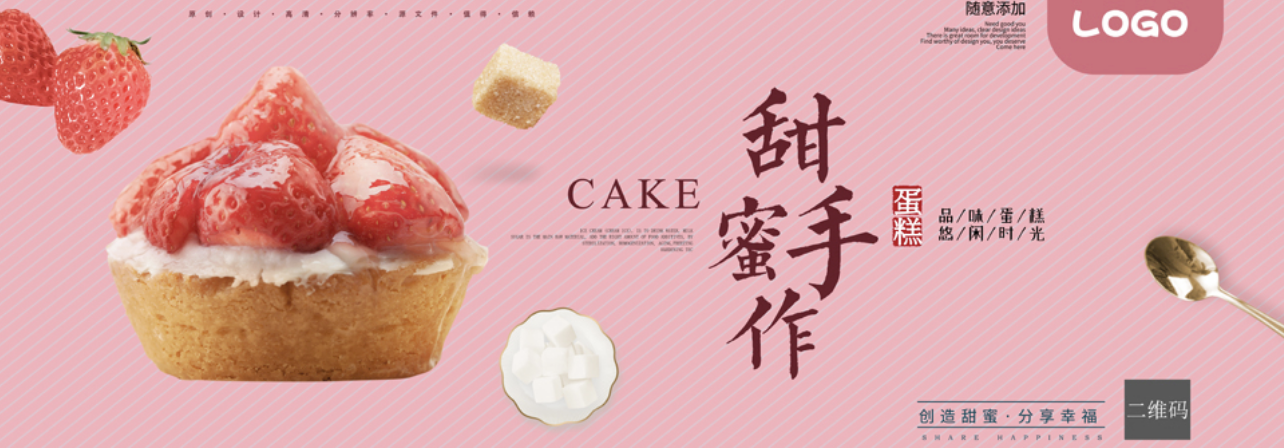 原创·设计·高清·分辨率·源文件·值得·信赖
随意添加
Need good you
Many ideas, clear design ideas
There is great room for development
Find worthy of design you, you deserve
Come here
LOGO
CAKE
甜
蜜
手
作
蛋糕
品/味/蛋/糕
悠/闲/时/光
创造甜蜜·分享幸福
SHARE HAPPINESS
二维码